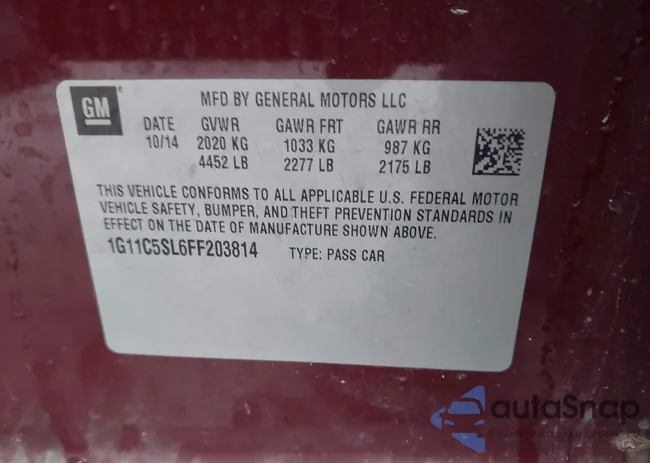 GM
MFD BY GENERAL MOTORS LLC
DATE GVWR GAWR FRT GAWR RR
10/14 2020 KG 1033 KG 987 KG
4452 LB 2277 LB 2175 LB
THIS VEHICLE CONFORMS TO ALL APPLICABLE U.S. FEDERAL MOTOR
VEHICLE SAFETY, BUMPER, AND THEFT PREVENTION STANDARDS IN
EFFECT ON THE DATE OF MANUFACTURE SHOWN ABOVE.
1G11C5SL6FF203814 TYPE: PASS CAR
autoSnap